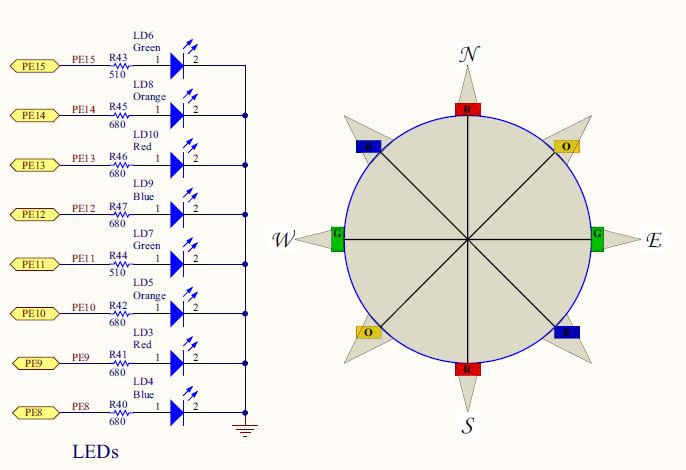 LD6
Green
PE15 PE15 R43 1 2
510
LD8
Orange
PE14 PE14 R45 1 2
680
LD10
Red
PE13 PE13 R46 1 2
680
LD9
Blue
PE12 PE12 R47 1 2
680
LD7
Green
PE11 PE11 R44 1 2
510
LD5
Orange
PE10 PE10 R42 1 2
680
LD3
Red
PE9 PE9 R41 1 2
680
LD4
Blue
PE8 PE8 R40 1 2
680
LEDs
N
R
B O
W G G E
O B
R
S